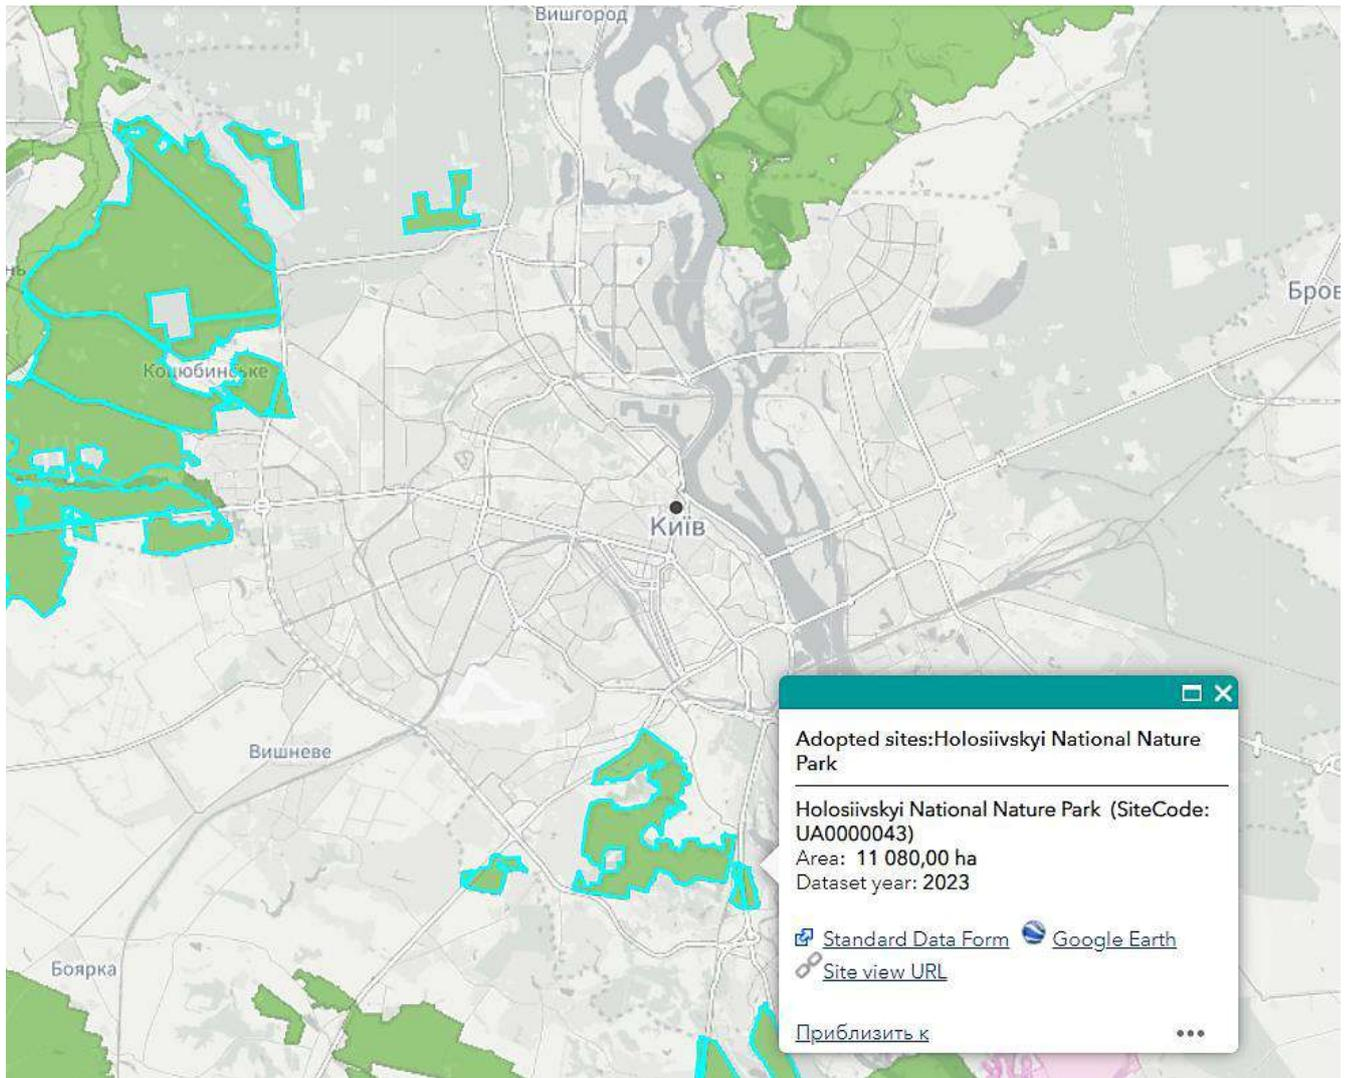 Вишгород
Бров
нь
Коцюбинське
Київ
Вишневе
Боярка
Adopted sites:Holosiivskyi National Nature
Park
Holosiivskyi National Nature Park (SiteCode:
UA0000043)
Area: 11 080,00 ha
Dataset year: 2023
Standard Data Form Google Earth
Site view URL
Приблизить к